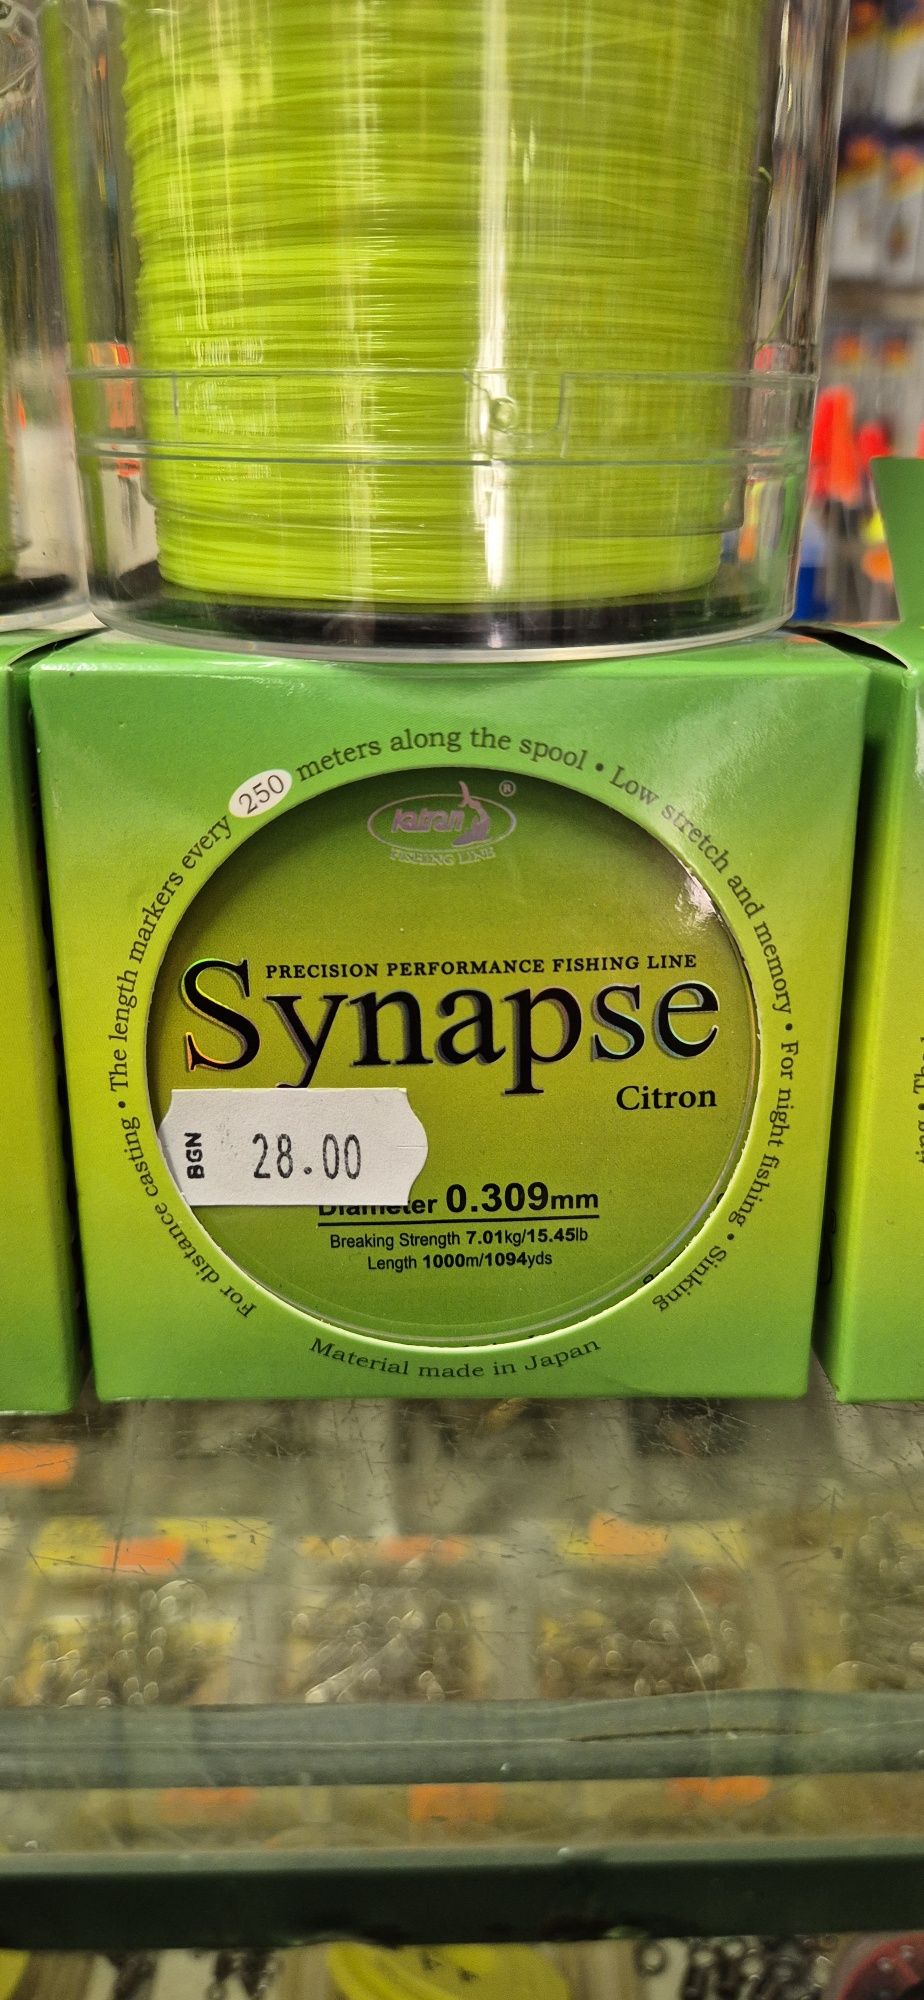 For distance casting • The length markers every 250 meters along the spool • Low stretch and memory • For night fishing • Sinking
Katran ®
FISHING LINE
PRECISION PERFORMANCE FISHING LINE
Synapse
Citron
BGN 28.00
Diameter 0.309mm
Breaking Strength 7.01kg/15.45lb
Length 1000m/1094yds
Material made in Japan